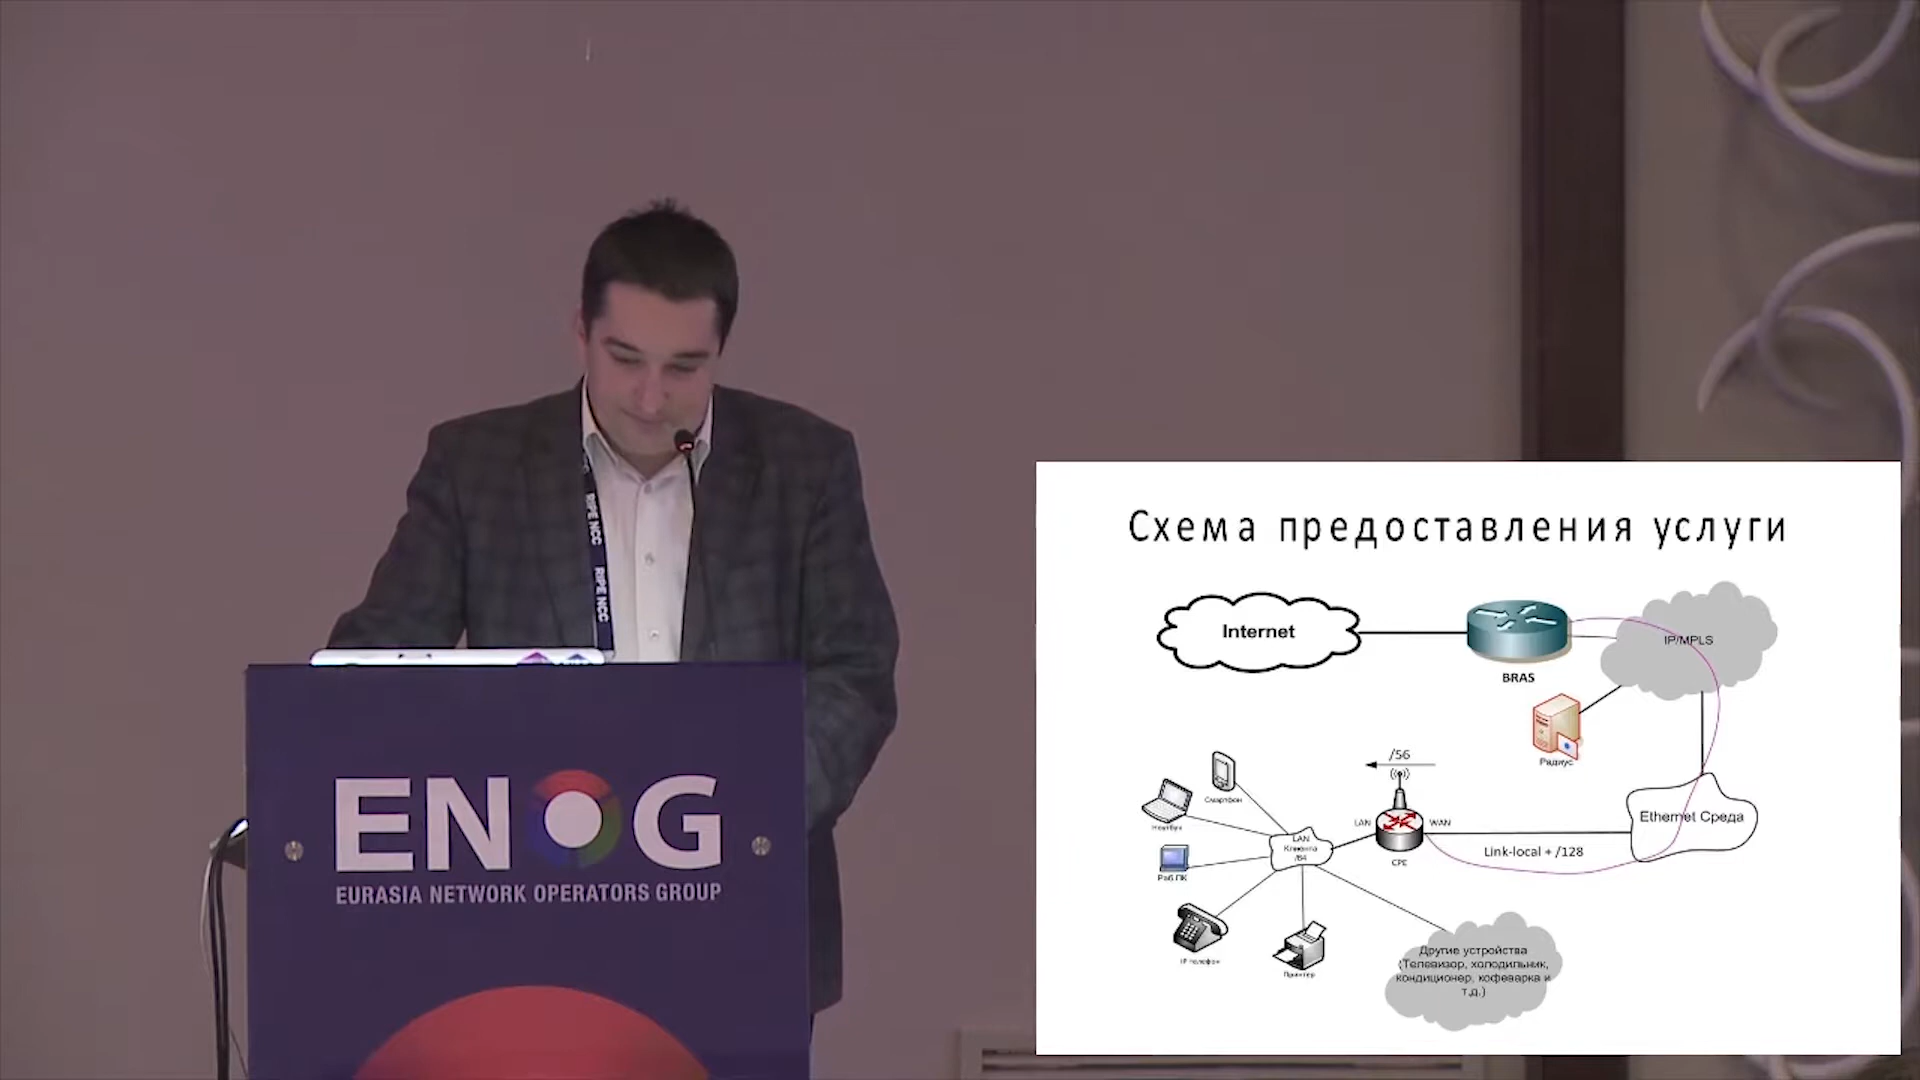 RIPE NCC
RIPE NCC
ENOG
EURASIA NETWORK OPERATORS GROUP
Схема предоставления услуги
Internet
BRAS
IP/MPLS
Радиус
/56
Смартфон
Ноутбук
LAN
WAN
CPE
Ethernet Среда
Link-local + /128
LAN
Клиента
/64
Раб ПК
IP телефон
Принтер
Другие устройства
(Телевизор, холодильник,
кондиционер, кофеварка и
т.д.)